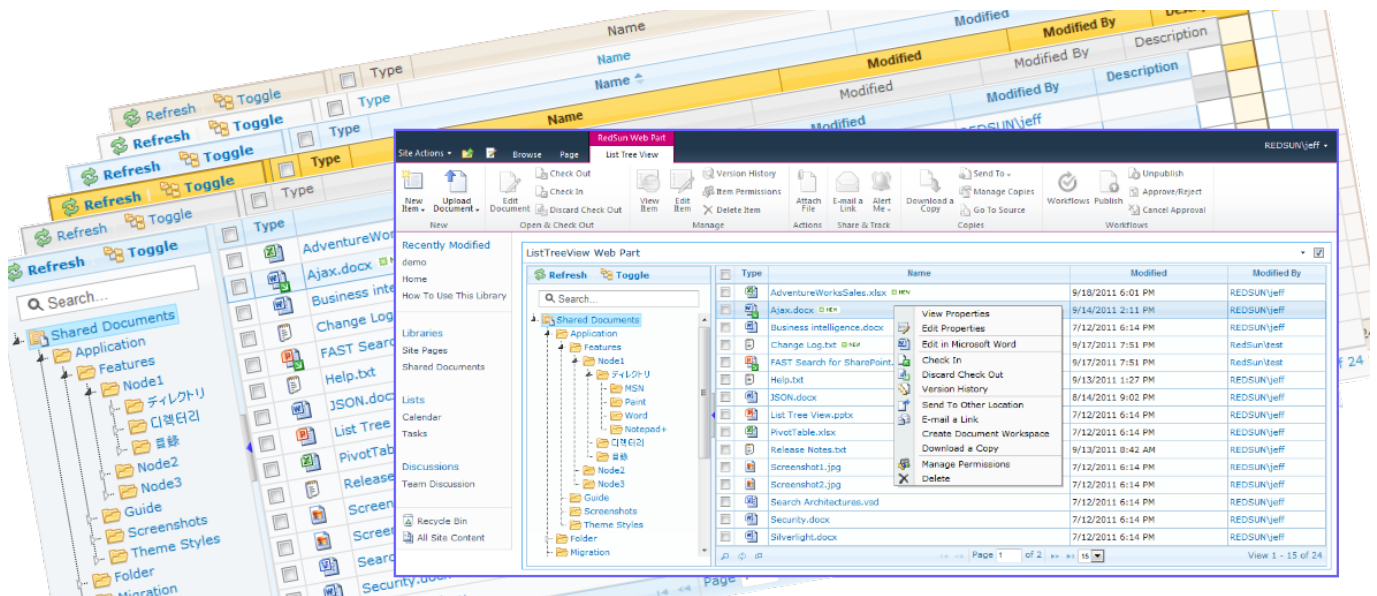 Name
Modified
Modified By
Type
Name
Modified By
Description
Refresh Toggle
Type
Name
Modified
Modified By
Description
Refresh Toggle
Type
Name
Modified
REDSUN\jeff
Refresh Toggle
Type
Modified
Refresh Toggle
Type
Refresh Toggle
Type
Refresh Toggle
Search...
Shared Documents
Application
Features
Node1
ディレクトリ
디렉터리
目錄
Node2
Node3
Guide
Screenshots
Theme Styles
Folder
Migration
Ajax.docx
Change Log
Help.txt
List Tree
Page
RedSun Web Part
Site Actions Browse Page List Tree View REDSUN\jeff
New Item
Upload Document
New
Edit Document
Check Out
Check In
Discard Check Out
Open & Check Out
View Item
Edit Item
Version History
Item Permissions
Delete Item
Manage
Attach File
Actions
E-mail a Link
Alert Me
Share & Track
Download a Copy
Send To
Manage Copies
Go To Source
Copies
Workflows
Publish
Unpublish
Approve/Reject
Cancel Approval
Workflows
Recently Modified
demo
Home
How To Use This Library
Libraries
Site Pages
Shared Documents
Lists
Calendar
Tasks
Discussions
Team Discussion
Recycle Bin
All Site Content
ListTreeView Web Part
Refresh Toggle
Search...
Shared Documents
Application
Features
Node1
ディレクトリ
MSN
Paint
Word
Notepad+
디렉터리
目錄
Node2
Node3
Guide
Screenshots
Theme Styles
Folder
Migration
Type Name Modified Modified By
AdventureWorksSales.xlsx NEW 9/18/2011 6:01 PM REDSUN\jeff
Ajax.docx NEW 9/14/2011 2:11 PM REDSUN\jeff
Business intelligence.docx 7/12/2011 6:14 PM REDSUN\jeff
Change Log.txt NEW 9/17/2011 7:51 PM RedSun\test
FAST Search for SharePoint. 9/17/2011 7:51 PM RedSun\test
Help.txt 9/13/2011 1:27 PM REDSUN\jeff
JSON.docx 8/14/2011 9:02 PM REDSUN\jeff
List Tree View.pptx 7/12/2011 6:14 PM REDSUN\jeff
PivotTable.xlsx 7/12/2011 6:14 PM REDSUN\jeff
Release Notes.txt 9/13/2011 8:42 AM REDSUN\jeff
Screenshot1.jpg 7/12/2011 6:14 PM REDSUN\jeff
Screenshot2.jpg 7/12/2011 6:14 PM REDSUN\jeff
Search Architectures.vsd 7/12/2011 6:14 PM REDSUN\jeff
Security.docx 7/12/2011 6:14 PM REDSUN\jeff
Silverlight.docx 7/12/2011 6:14 PM REDSUN\jeff
View Properties
Edit Properties
Edit in Microsoft Word
Check In
Discard Check Out
Version History
Send To Other Location
E-mail a Link
Create Document Workspace
Download a Copy
Manage Permissions
Delete
Page 1 of 2 15 View 1 - 15 of 24